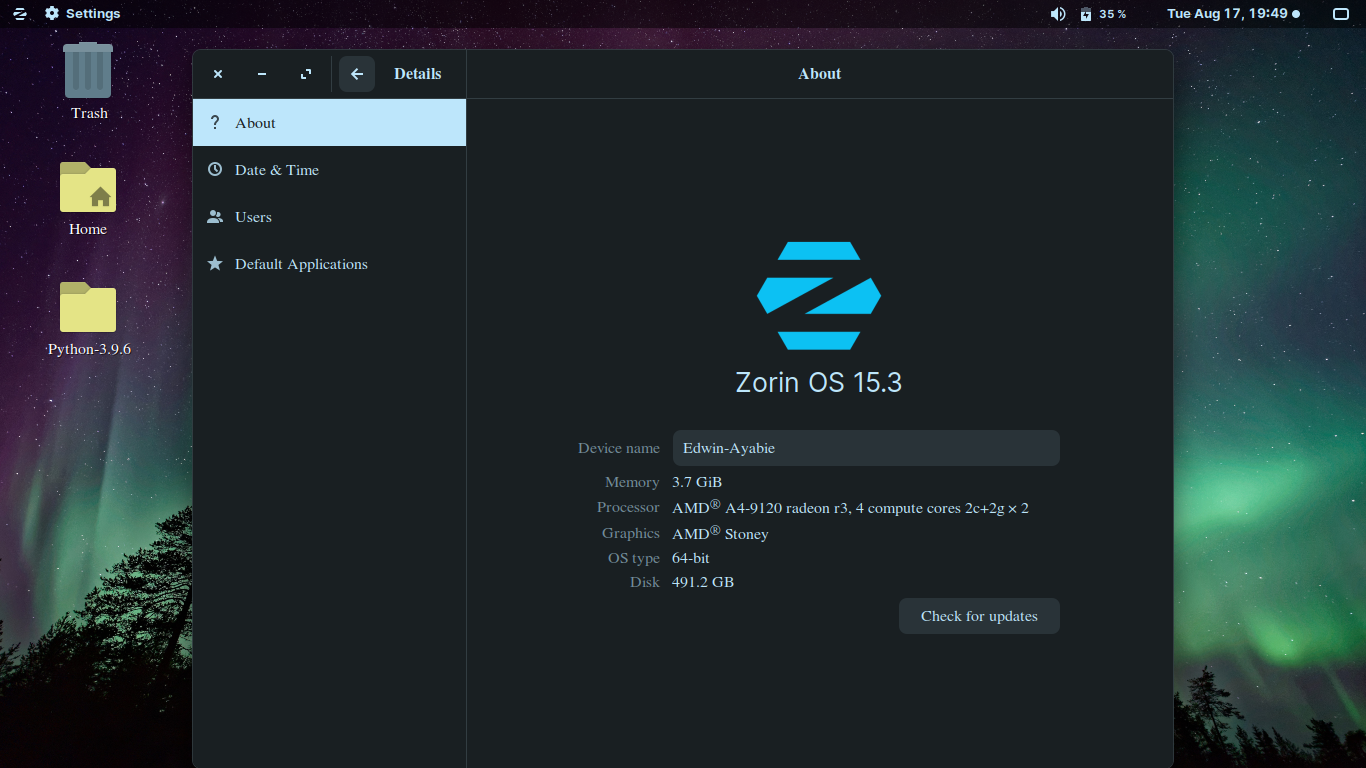 Settings
35 %
Tue Aug 17, 19:49
Trash
Home
Python-3.9.6
Details
About
About
Date & Time
Users
Default Applications
Zorin OS 15.3
Device name Edwin-Ayabie
Memory 3.7 GiB
Processor AMD® A4-9120 radeon r3, 4 compute cores 2c+2g × 2
Graphics AMD® Stoney
OS type 64-bit
Disk 491.2 GB
Check for updates